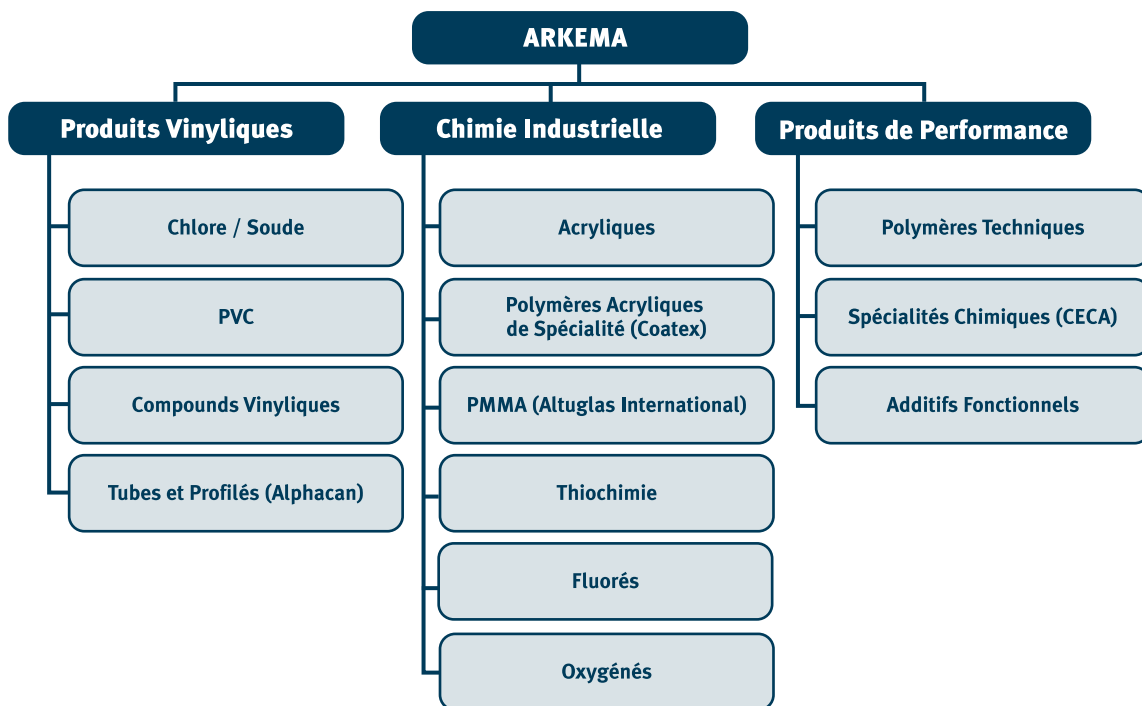 ARKEMA
Produits Vinyliques
Chlore / Soude
PVC
Compounds Vinyliques
Tubes et Profilés (Alphacan)
Chimie Industrielle
Acryliques
Polymères Acryliques
de Spécialité (Coatex)
PMMA (Altuglas International)
Thiochimie
Fluorés
Oxygénés
Produits de Performance
Polymères Techniques
Spécialités Chimiques (CECA)
Additifs Fonctionnels